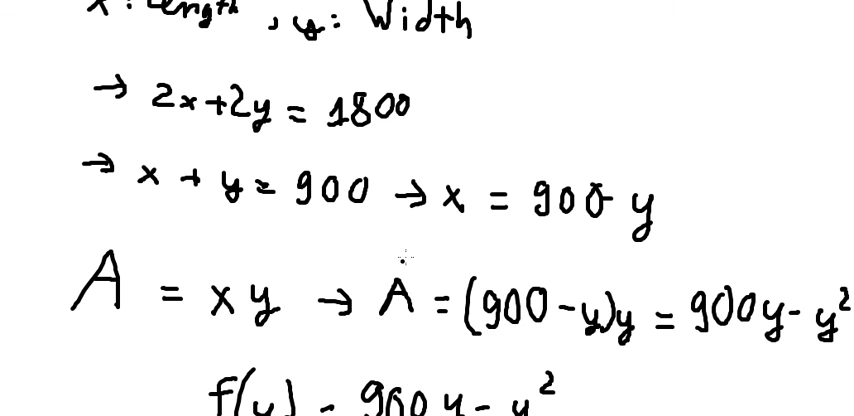 x : Length , y : Width
→ 2x+2y = 1800
→ x + y = 900 → x = 900- y
A = xy → A = (900-y)y = 900y- y²
f(y) = 900y - y²